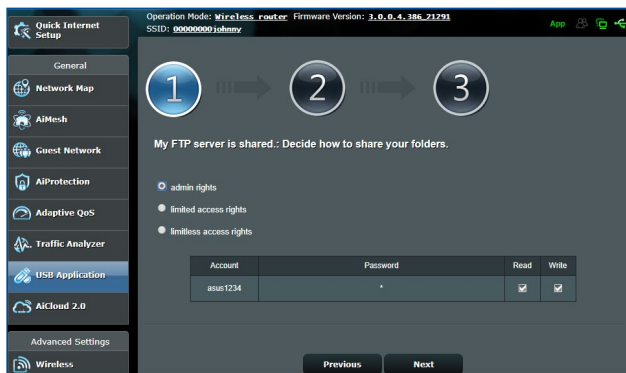 Quick Internet
Setup
Operation Mode: Wireless router Firmware Version: 3.0.0.4.386_21291
SSID: 00000000johnny
App
General
Network Map
AiMesh
Guest Network
AiProtection
Adaptive QoS
Traffic Analyzer
USB Application
AiCloud 2.0
Advanced Settings
Wireless
1 2 3
My FTP server is shared.: Decide how to share your folders.
admin rights
limited access rights
limitless access rights
Account Password Read Write
asus1234 *
Previous Next